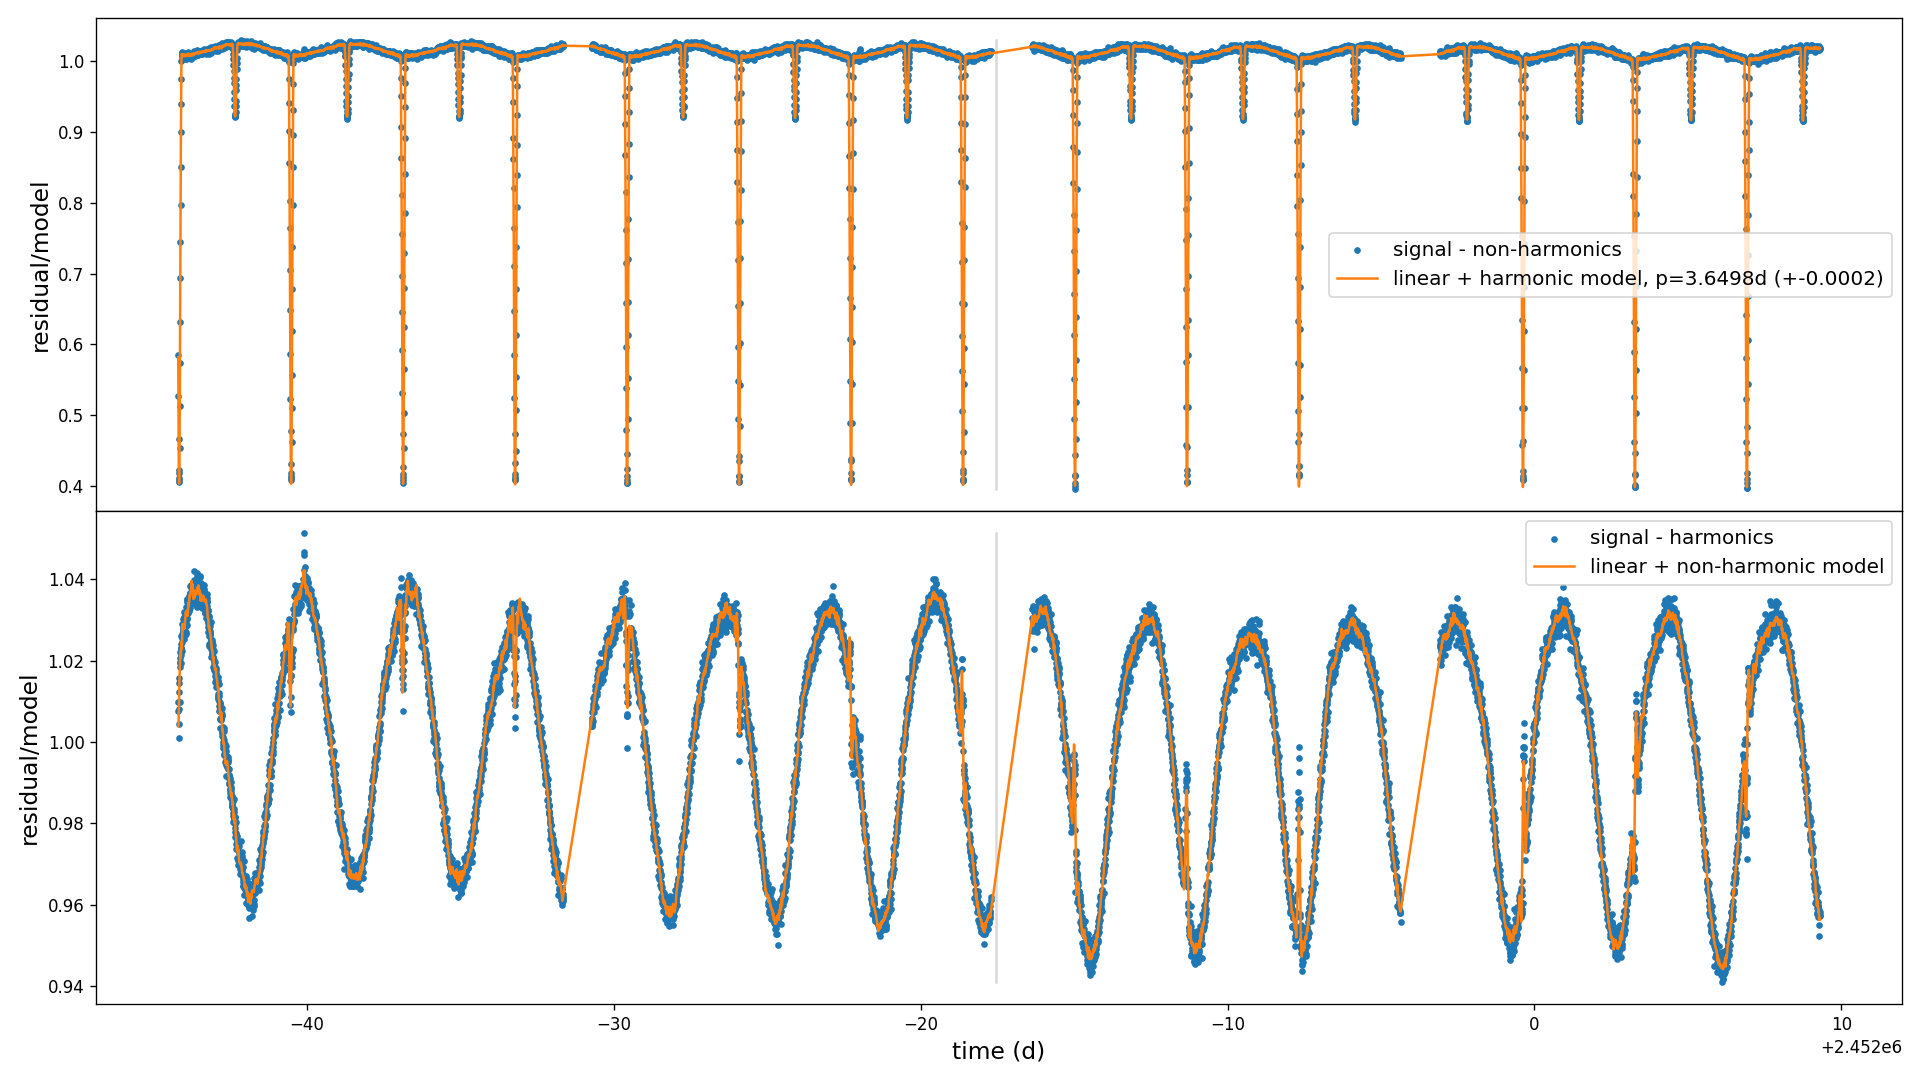 residual/model
1.0
0.9
0.8
0.7
0.6
0.5
0.4
signal - non-harmonics
linear + harmonic model, p=3.6498d (+-0.0002)
residual/model
1.04
1.02
1.00
0.98
0.96
0.94
signal - harmonics
linear + non-harmonic model
−40
−30
−20
−10
0
10
time (d)
+2.452e6